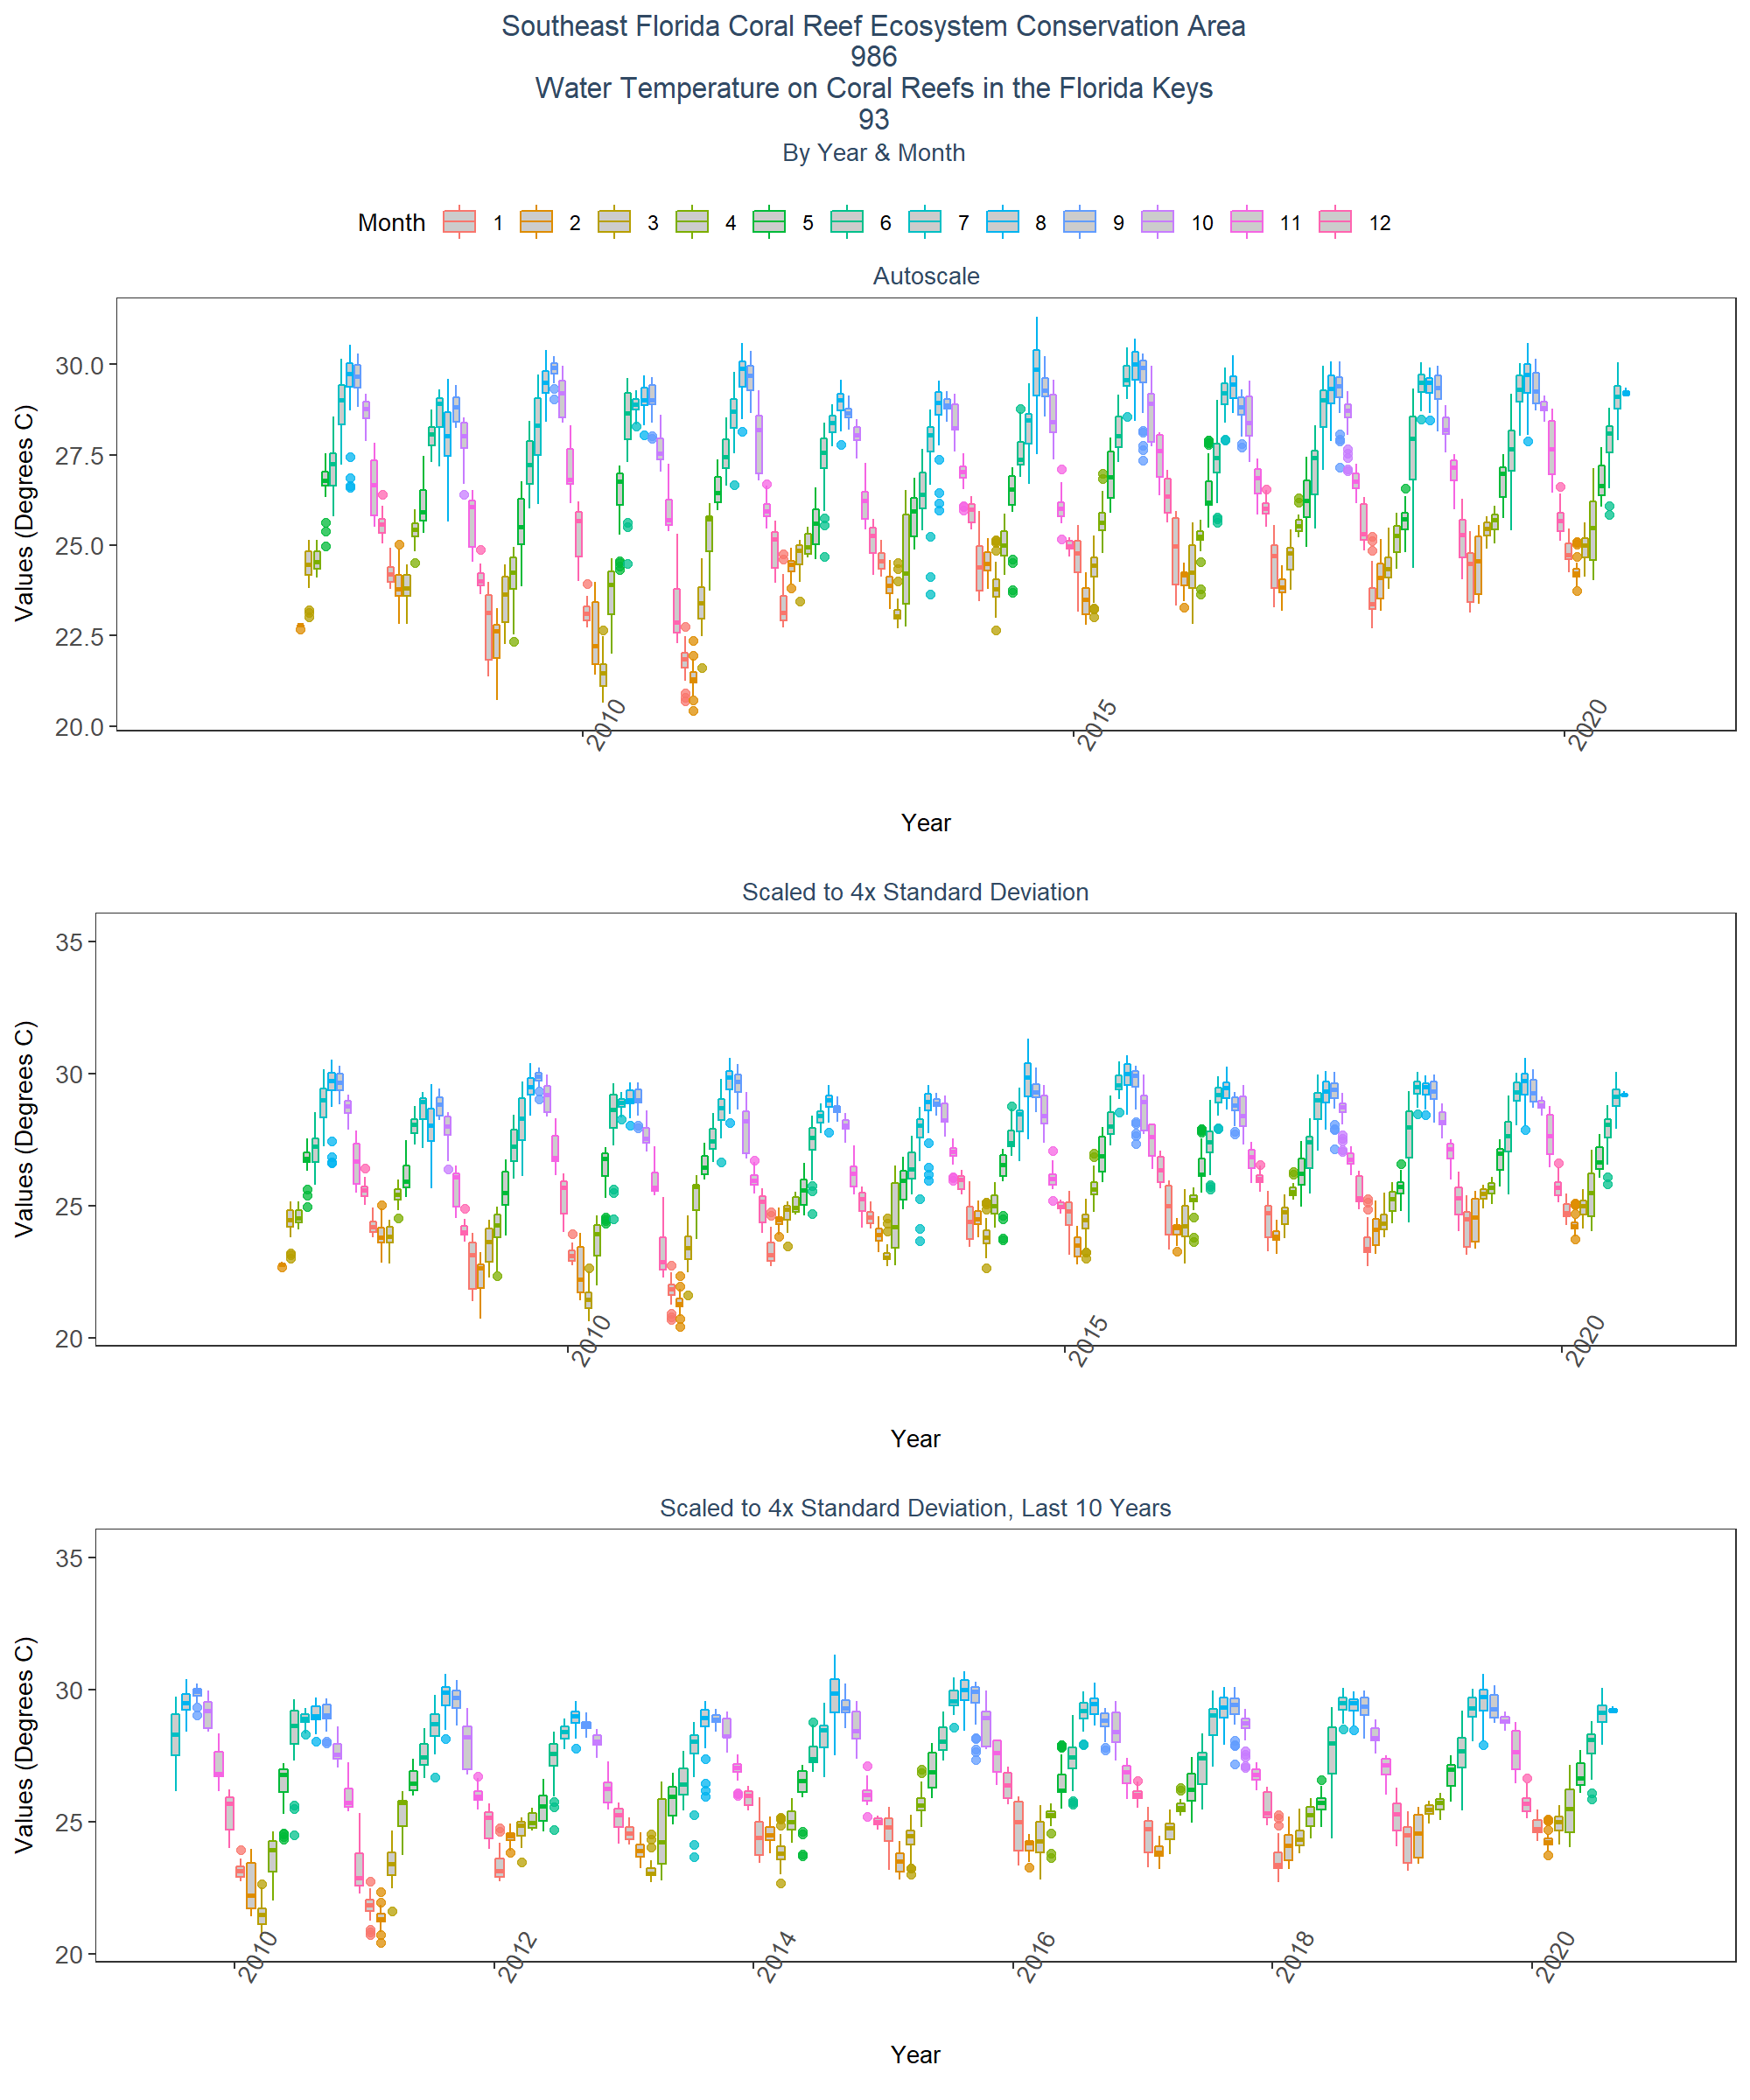 Southeast Florida Coral Reef Ecosystem Conservation Area
986
Water Temperature on Coral Reefs in the Florida Keys
93
By Year & Month
Month 1 2 3 4 5 6 7 8 9 10 11 12
Autoscale
Values (Degrees C)
30.0
27.5
25.0
22.5
20.0
2010 2015 2020
Year
Scaled to 4x Standard Deviation
Values (Degrees C)
35
30
25
20
2010 2015 2020
Year
Scaled to 4x Standard Deviation, Last 10 Years
Values (Degrees C)
35
30
25
20
2010 2012 2014 2016 2018 2020
Year